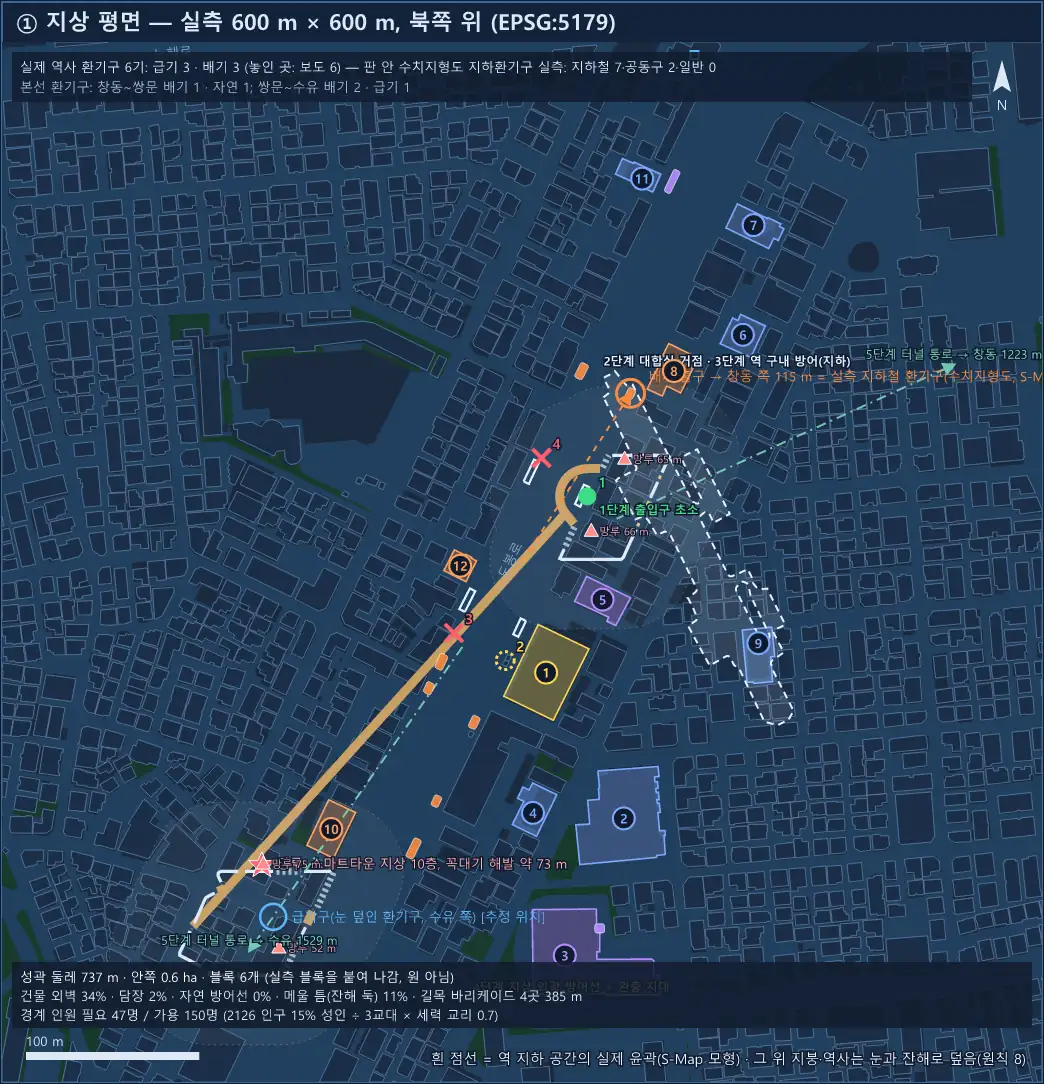 ① 지상 평면 — 실측 600 m × 600 m, 북쪽 위 (EPSG:5179)
실제 역사 환기구 6기: 급기 3 · 배기 3 (놓인 곳: 보도 6) — 판 안 수치지형도 지하환기구 실측: 지하철 7·공동구 2·일반 0
본선 환기구: 창동~쌍문 배기 1 · 자연 1; 쌍문~수유 배기 2 · 급기 1
N
11
7
6
2단계 대합실 거점 · 3단계 역 구내 방어(지하)
5단계 터널 통로 → 창동 1223 m
8
→ 창동 쪽 115 m = 실측 지하철 환기구(수치지형도, S-M
4
망루 65 m
1
1단계 출입구 초소
망루 66 m
도봉로
12
5
3
2
1
9
4
2
10
마트타운 지상 10층, 꼭대기 해발 약 73 m
급기구(눈 덮인 환기구, 수유 쪽) [추정 위치]
5단계 터널 통로 → 수유 1529 m
망루 52 m
3
성곽 둘레 737 m · 안쪽 0.6 ha · 블록 6개 (실측 블록을 붙여 나감, 원 아님)
건물 외벽 34% · 담장 2% · 자연 방어선 0% · 메울 틈(잔해 둑) 11% · 길목 바리케이드 4곳 385 m
경계 인원 필요 47명 / 가용 150명 (2126 인구 15% 성인 ÷ 3교대 × 세력 교리 0.7)
100 m
흰 점선 = 역 지하 공간의 실제 윤곽(S-Map 모형) · 그 위 지붕·역사는 눈과 잔해로 덮음(원칙 8)